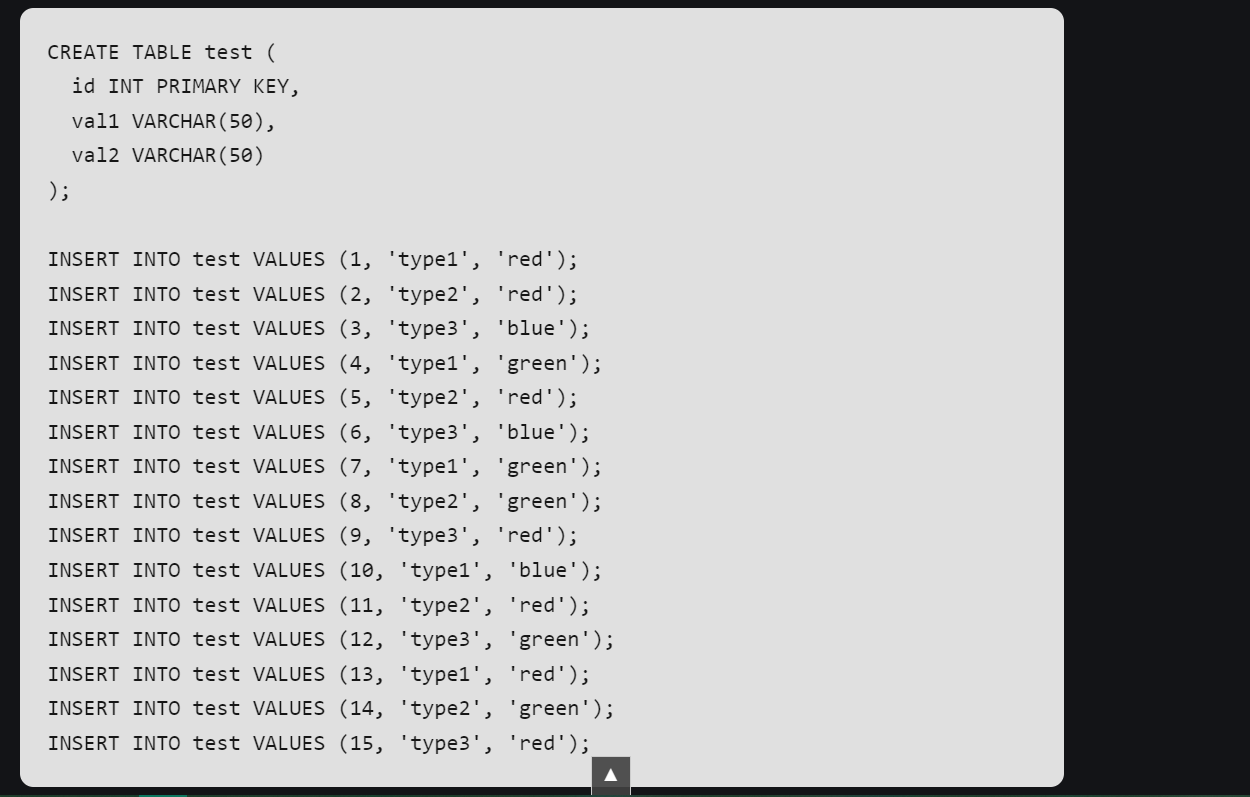 CREATE TABLE test (
  id INT PRIMARY KEY,
  val1 VARCHAR(50),
  val2 VARCHAR(50)
);

INSERT INTO test VALUES (1, 'type1', 'red');
INSERT INTO test VALUES (2, 'type2', 'red');
INSERT INTO test VALUES (3, 'type3', 'blue');
INSERT INTO test VALUES (4, 'type1', 'green');
INSERT INTO test VALUES (5, 'type2', 'red');
INSERT INTO test VALUES (6, 'type3', 'blue');
INSERT INTO test VALUES (7, 'type1', 'green');
INSERT INTO test VALUES (8, 'type2', 'green');
INSERT INTO test VALUES (9, 'type3', 'red');
INSERT INTO test VALUES (10, 'type1', 'blue');
INSERT INTO test VALUES (11, 'type2', 'red');
INSERT INTO test VALUES (12, 'type3', 'green');
INSERT INTO test VALUES (13, 'type1', 'red');
INSERT INTO test VALUES (14, 'type2', 'green');
INSERT INTO test VALUES (15, 'type3', 'red');